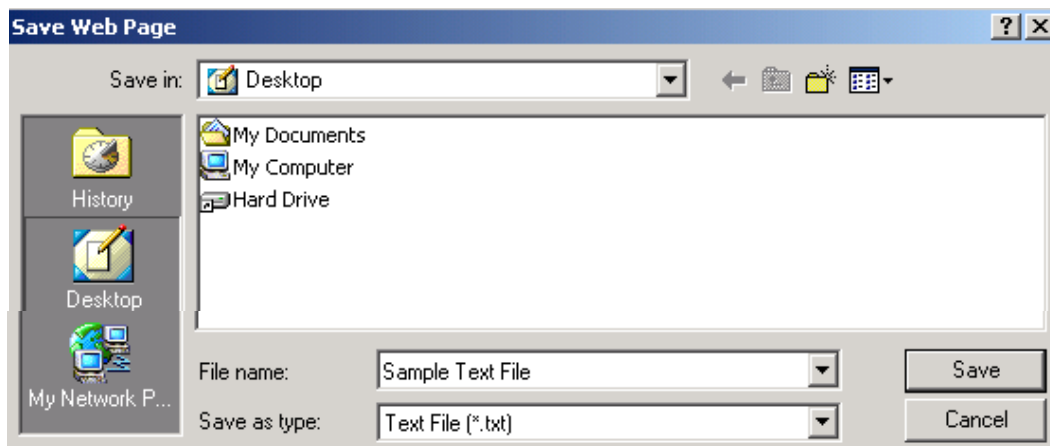 Save Web Page
Save in: Desktop
My Documents
My Computer
Hard Drive
History
Desktop
My Network P...
File name: Sample Text File Save
Save as type: Text File (*.txt) Cancel